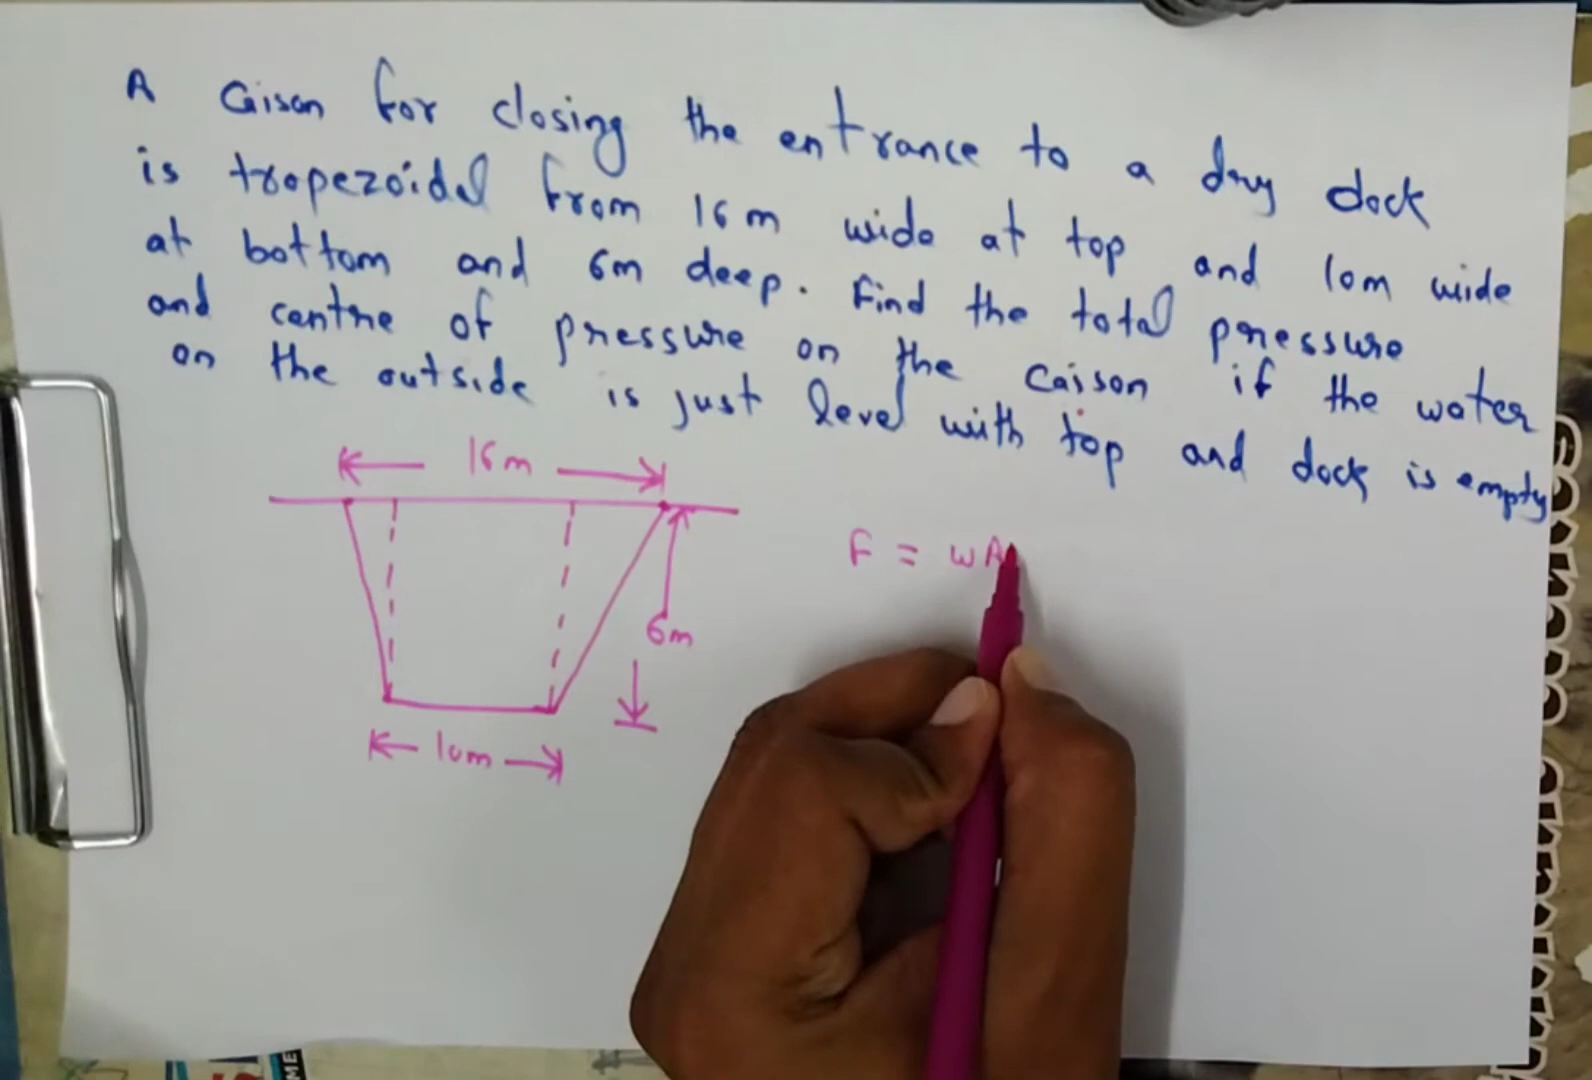 A Caison for closing the entrance to a dry dock
is tropezoidal from 16m wide at top and 10m wide
at bottom and 6m deep. Find the total pressure
and centre of pressure on the caison if the water
on the outside is just level with top and dock is empty
16m
F = wA
6m
10m